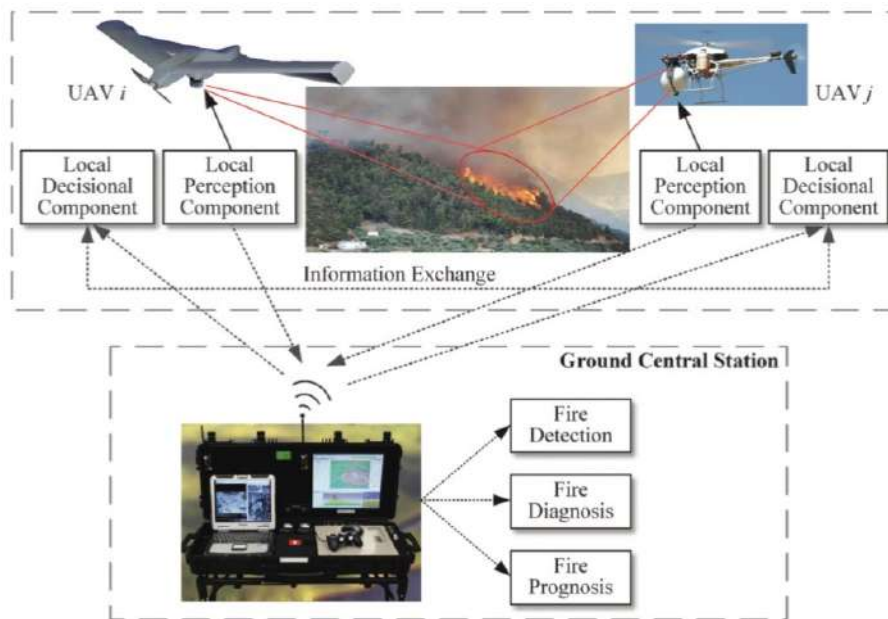 UAV i
UAV j
Local
Decisional
Component
Local
Perception
Component
Local
Perception
Component
Local
Decisional
Component
Information Exchange
Ground Central Station
Fire
Detection
Fire
Diagnosis
Fire
Prognosis